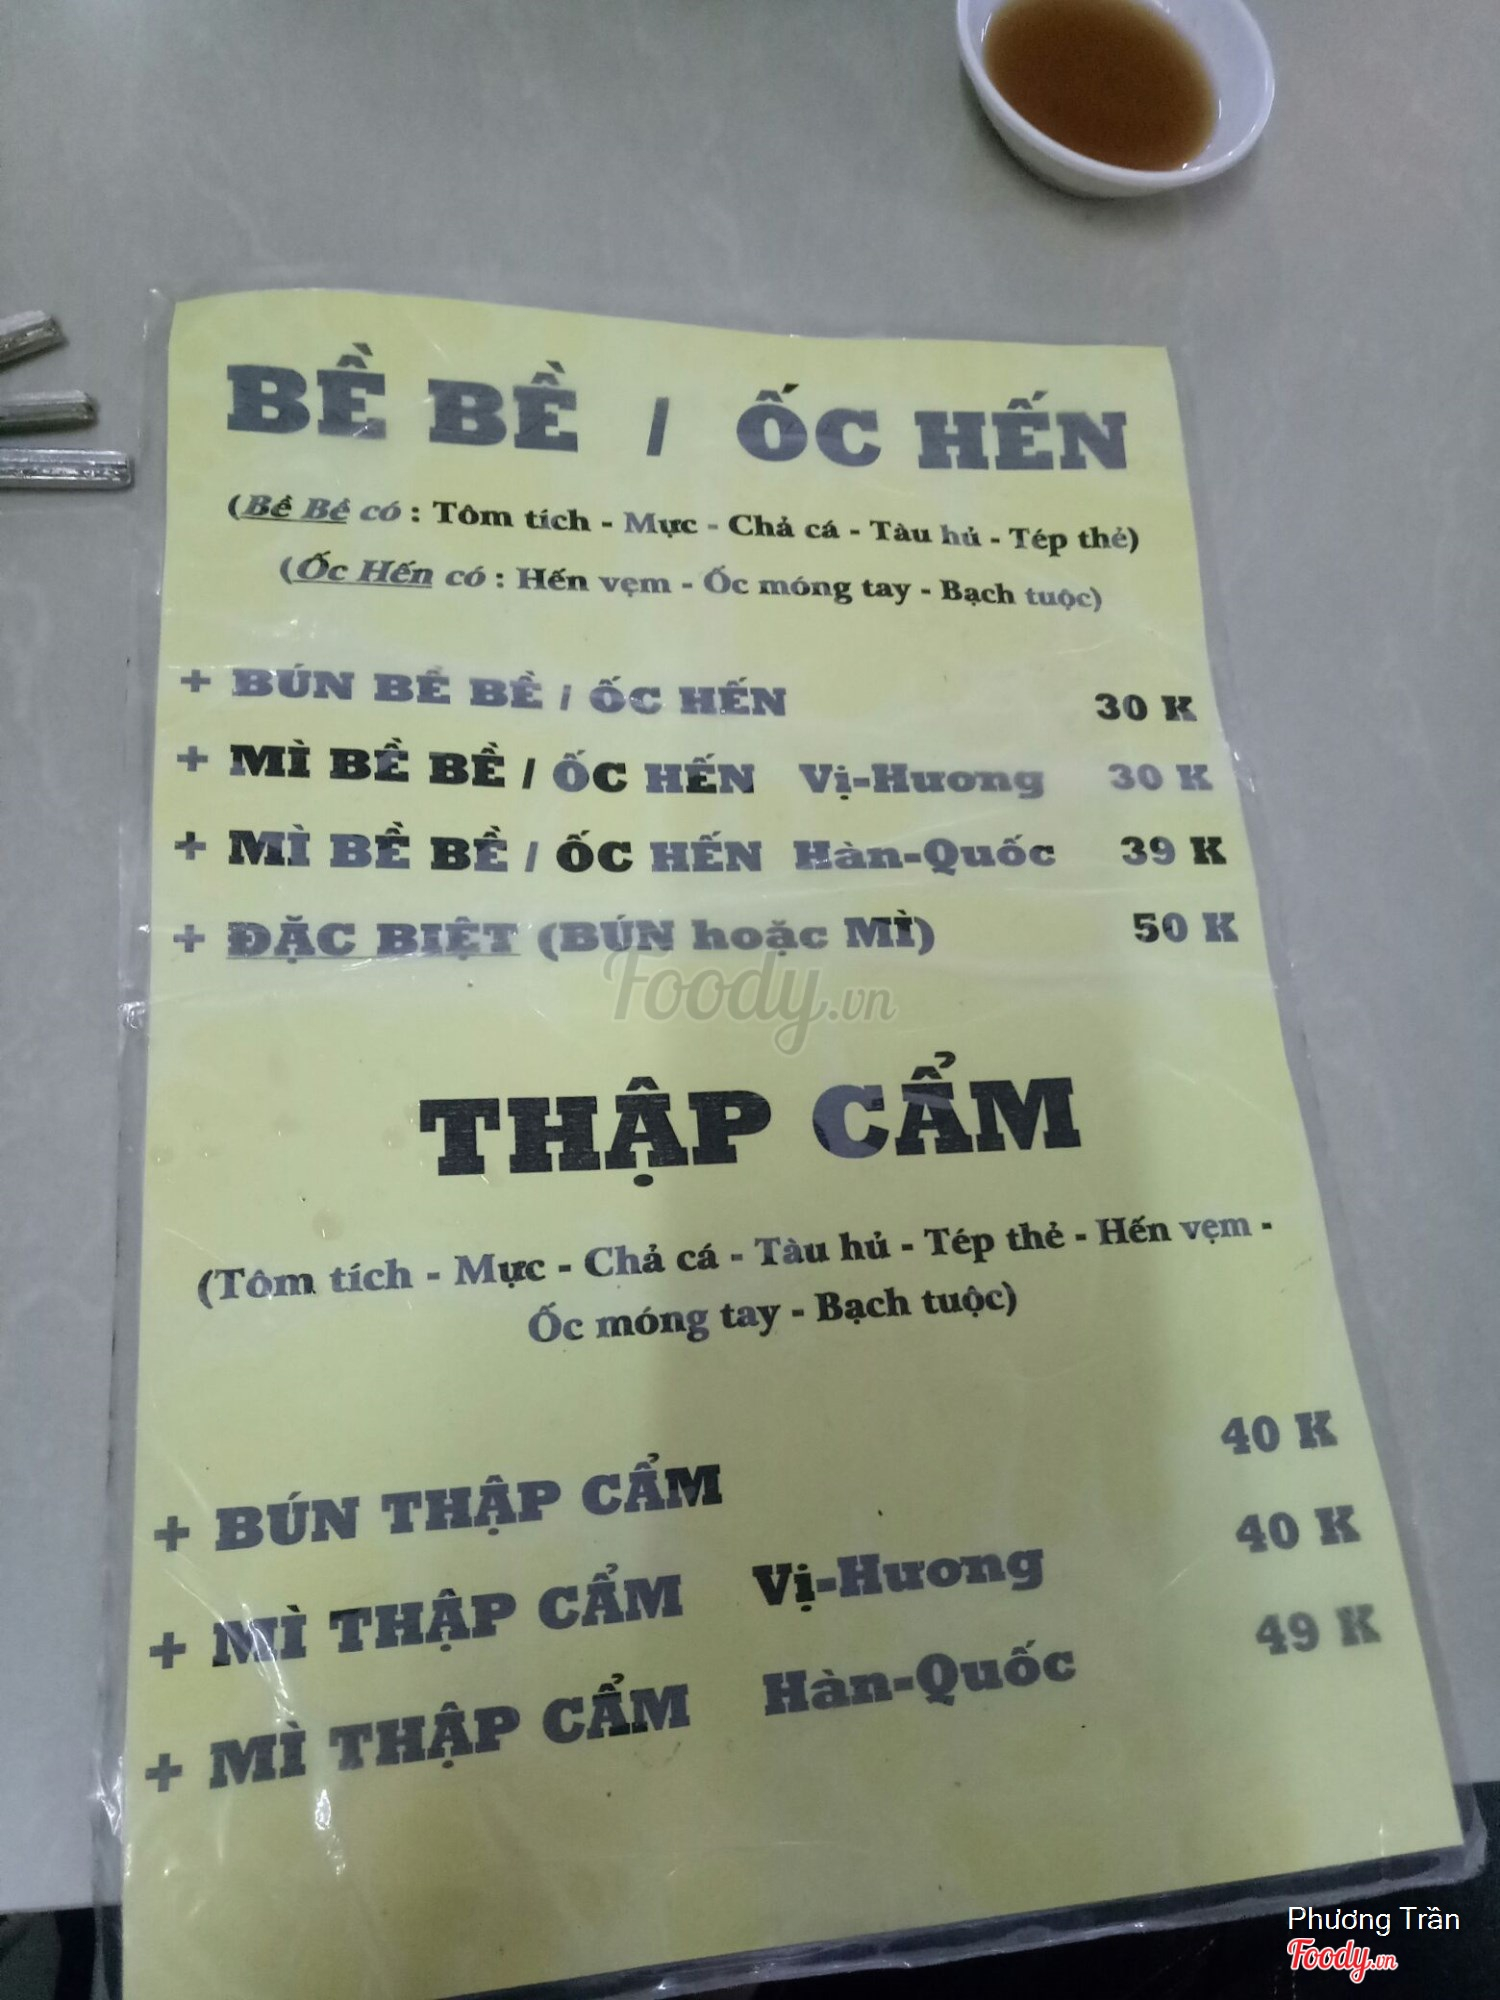 BỀ BỀ / ỐC HẾN
(Bề Bề có : Tôm tích - Mực - Chả cá - Tàu hủ - Tép thẻ)
(Ốc Hến có : Hến vẹm - Ốc móng tay - Bạch tuộc)
+ BÚN BỀ BỀ / ỐC HẾN 30 K
+ MÌ BỀ BỀ / ỐC HẾN Vị-Hương 30 K
+ MÌ BỀ BỀ / ỐC HẾN Hàn-Quốc 39 K
+ ĐẶC BIỆT (BÚN hoặc MÌ) 50 K
Foody.vn
THẬP CẨM
(Tôm tích - Mực - Chả cá - Tàu hủ - Tép thẻ - Hến vẹm -
Ốc móng tay - Bạch tuộc)
+ BÚN THẬP CẨM 40 K
+ MÌ THẬP CẨM Vị-Hương 40 K
+ MÌ THẬP CẨM Hàn-Quốc 49 K
Phương Trần
Foody.vn